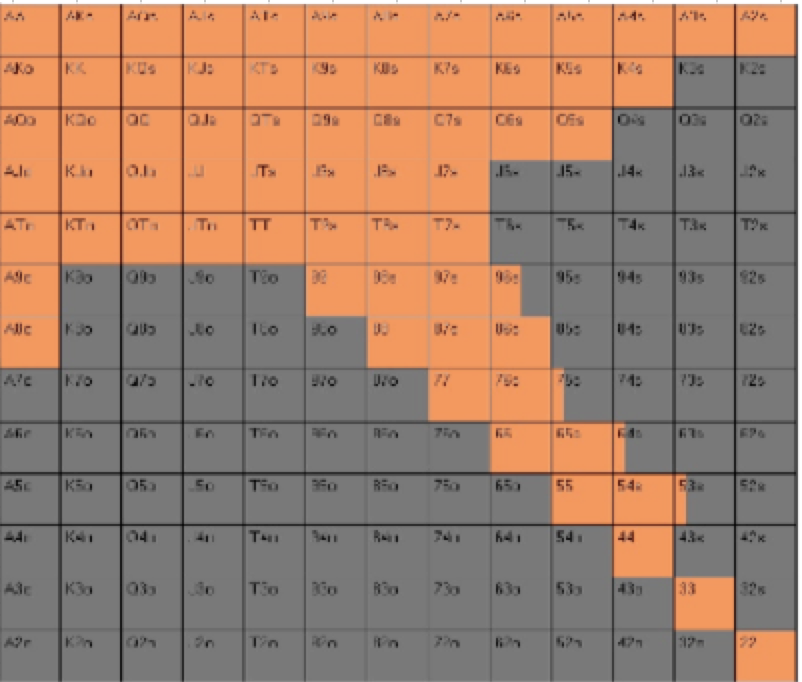 AA AKs AQs AJs ATs A9s A8s A7s A6s A5s A4s A3s A2s
AKo KK KQs KJs KTs K9s K8s K7s K6s K5s K4s K3s K2s
AQo KQo QQ QJs QTs Q9s Q8s Q7s Q6s Q5s Q4s Q3s Q2s
AJo KJo QJo JJ JTs J9s J8s J7s J6s J5s J4s J3s J2s
ATo KTo QTo JTo TT T9s T8s T7s T6s T5s T4s T3s T2s
A9o K9o Q9o J9o T9o 99 98s 97s 96s 95s 94s 93s 92s
A8o K8o Q8o J8o T8o 98o 88 87s 86s 85s 84s 83s 82s
A7o K7o Q7o J7o T7o 97o 87o 77 76s 75s 74s 73s 72s
A6o K6o Q6o J6o T6o 96o 86o 76o 66 65s 64s 63s 62s
A5o K5o Q5o J5o T5o 95o 85o 75o 65o 55 54s 53s 52s
A4o K4o Q4o J4o T4o 94o 84o 74o 64o 54o 44 43s 42s
A3o K3o Q3o J3o T3o 93o 83o 73o 63o 53o 43o 33 32s
A2o K2o Q2o J2o T2o 92o 82o 72o 62o 52o 42o 32o 22